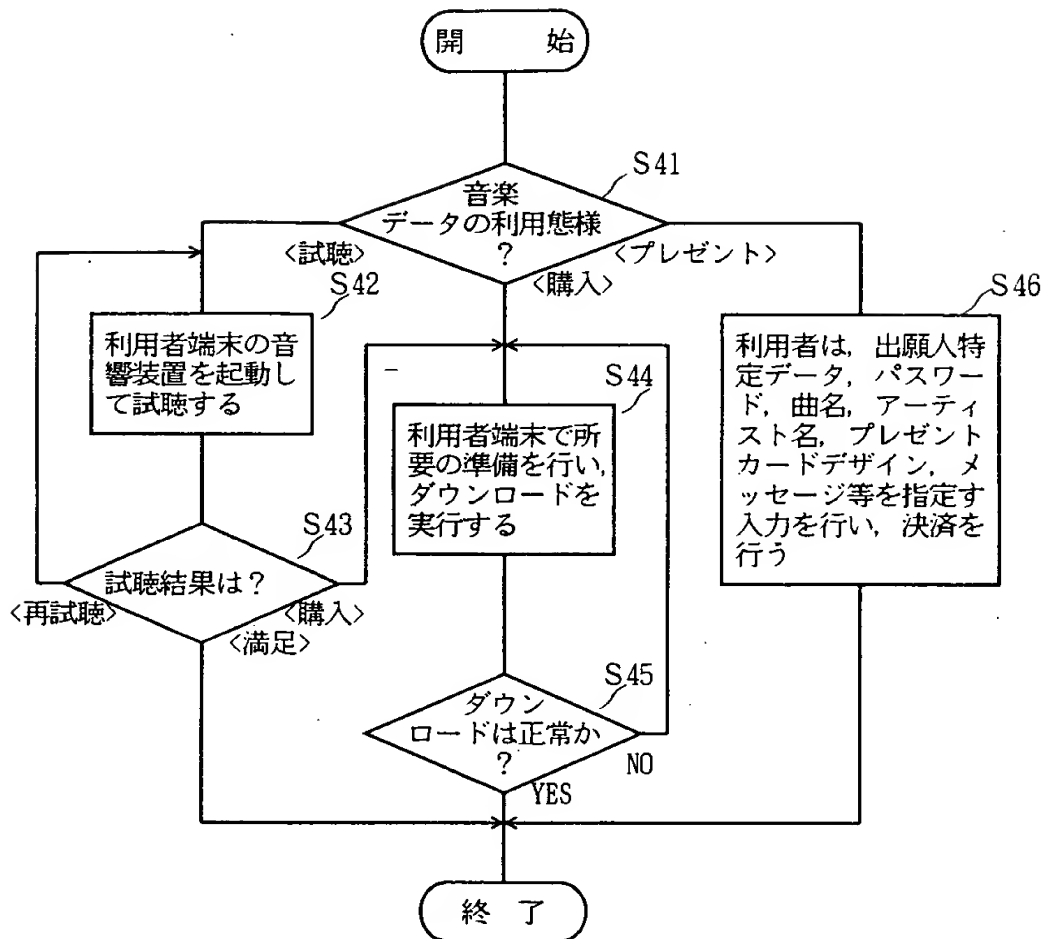 開 始
S41
音楽
データの利用態様
?
<試聴>
<購入>
<プレゼント>
S42
利用者端末の音
響装置を起動し
て試聴する
S43
試聴結果は?
<再試聴>
<購入>
<満足>
S44
利用者端末で所
要の準備を行い,
ダウンロードを
実行する
S45
ダウン
ロードは正常か
?
NO
YES
S46
利用者は, 出願人特
定データ, パスワー
ド, 曲名, アーティ
スト名, プレゼント
カードデザイン, メ
ッセージ等を指定す
入力を行い, 決済を
行う
終 了